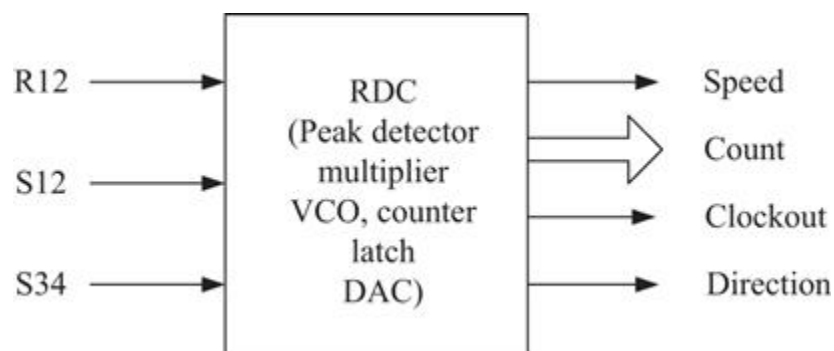 R12
S12
S34
RDC
(Peak detector
multiplier
VCO, counter
latch
DAC)
Speed
Count
Clockout
Direction